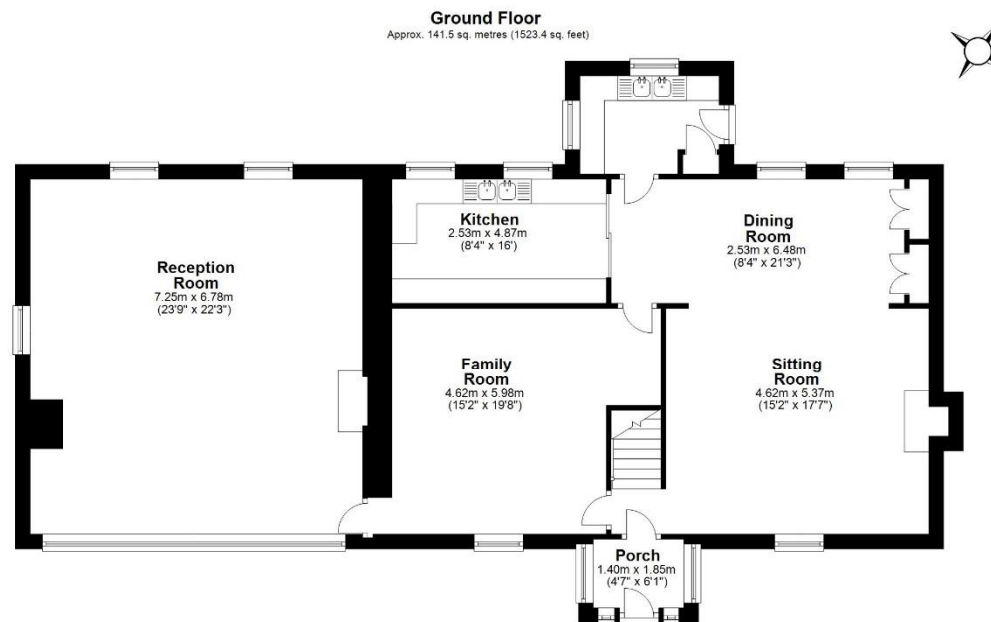 Ground Floor
Approx. 141.5 sq. metres (1523.4 sq. feet)
Kitchen
2.53m x 4.87m
(8'4" x 16')
Dining
Room
2.53m x 6.48m
(8'4" x 21'3")
Reception
Room
7.25m x 6.78m
(23'9" x 22'3")
Family
Room
4.62m x 5.98m
(15'2" x 19'8")
Sitting
Room
4.62m x 5.37m
(15'2" x 17'7")
Porch
1.40m x 1.85m
(4'7" x 6'1")